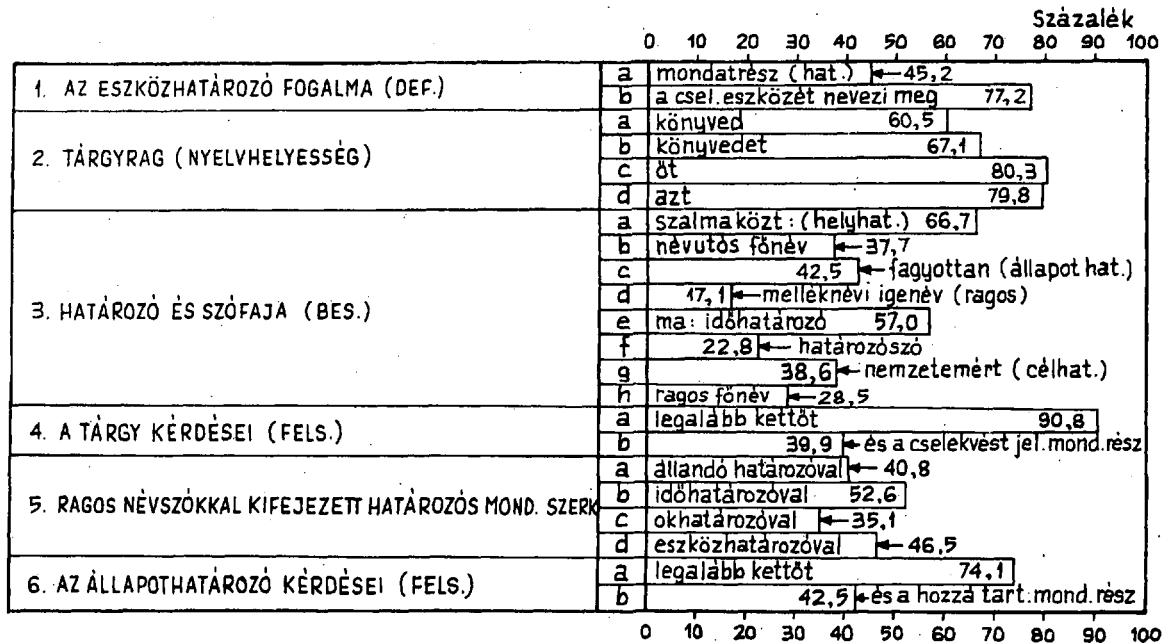 Százalék
0 10 20 30 40 50 60 70 80 90 100
1. AZ ESZKÖZHATÁROZÓ FOGALMA (DEF.)
a mondatrész (hat.) 45,2
b a csel. eszközét nevezi meg 77,2
2. TÁRGYRAG (NYELVHELYESSÉG)
a könyved 60,5
b könyvedet 67,1
c őt 80,3
d azt 79,8
3. HATÁROZÓ ÉS SZÓFAJA (BES.)
a szalma közt: (helyhat.) 66,7
b névutós főnév 37,7
c 42,5 fagyottan (állapot hat.)
d 17,1 melléknévi igenév (ragos)
e ma: időhatározó 57,0
f 22,8 határozószó
g 38,6 nemzetemért (célhat.)
h ragos főnév 28,5
4. A TÁRGY KÉRDÉSEI (FELS.)
a legalább kettőt 90,8
b 39,9 és a cselekvést jel. mond. rész
5. RAGOS NÉVSZÓKKAL KIFEJEZETT HATÁROZÓS MOND. SZERK
a állandó határozóval 40,8
b időhatározóval 52,6
c okhatározóval 35,1
d eszközhatározóval 46,5
6. AZ ÁLLAPOTHATÁROZÓ KÉRDÉSEI (FELS.)
a legalább kettőt 74,1
b 42,5 és a hozzá tart. mond. rész
0 10 20 30 40 50 60 70 80 90 100